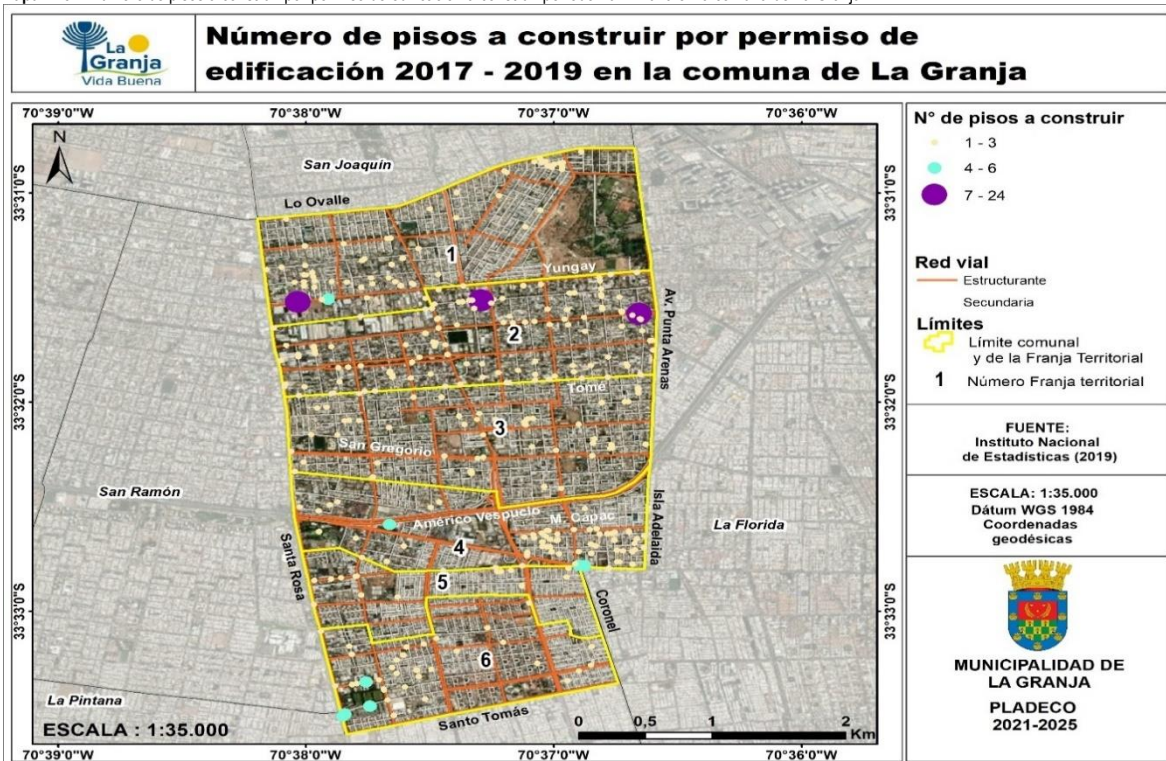 La
Granja
Vida Buena
Número de pisos a construir por permiso de
edificación 2017 - 2019 en la comuna de La Granja
70°39'0"W
70°38'0"W
70°37'0"W
70°36'0"W
N
San Joaquín
33°31'0"S
33°31'0"S
Lo Ovalle
1
Yungay
Av. Punta Arenas
2
33°32'0"S
33°32'0"S
Tomé
3
San Gregorio
San Ramón
Américo Vespucio
M. Capac
Isla Adelaida
La Florida
Santa Rosa
4
5
33°33'0"S
33°33'0"S
Coronel
6
La Pintana
Santo Tomás
ESCALA : 1:35.000
0 0,5 1 2
Km
70°39'0"W
70°38'0"W
70°37'0"W
70°36'0"W
N° de pisos a construir
1 - 3
4 - 6
7 - 24
Red vial
Estructurante
Secundaria
Límites
Límite comunal
y de la Franja Territorial
1 Número Franja territorial
FUENTE:
Instituto Nacional
de Estadísticas (2019)
ESCALA: 1:35.000
Dátum WGS 1984
Coordenadas
geodésicas
MUNICIPALIDAD DE
LA GRANJA
PLADECO
2021-2025